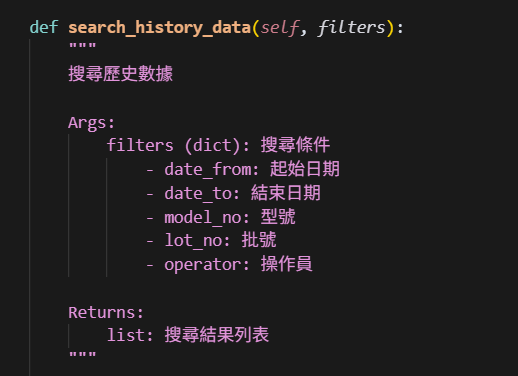 def search_history_data(self, filters):
"""
搜尋歷史數據
Args:
filters (dict): 搜尋條件
- date_from: 起始日期
- date_to: 結束日期
- model_no: 型號
- lot_no: 批號
- operator: 操作員
Returns:
list: 搜尋結果列表
"""